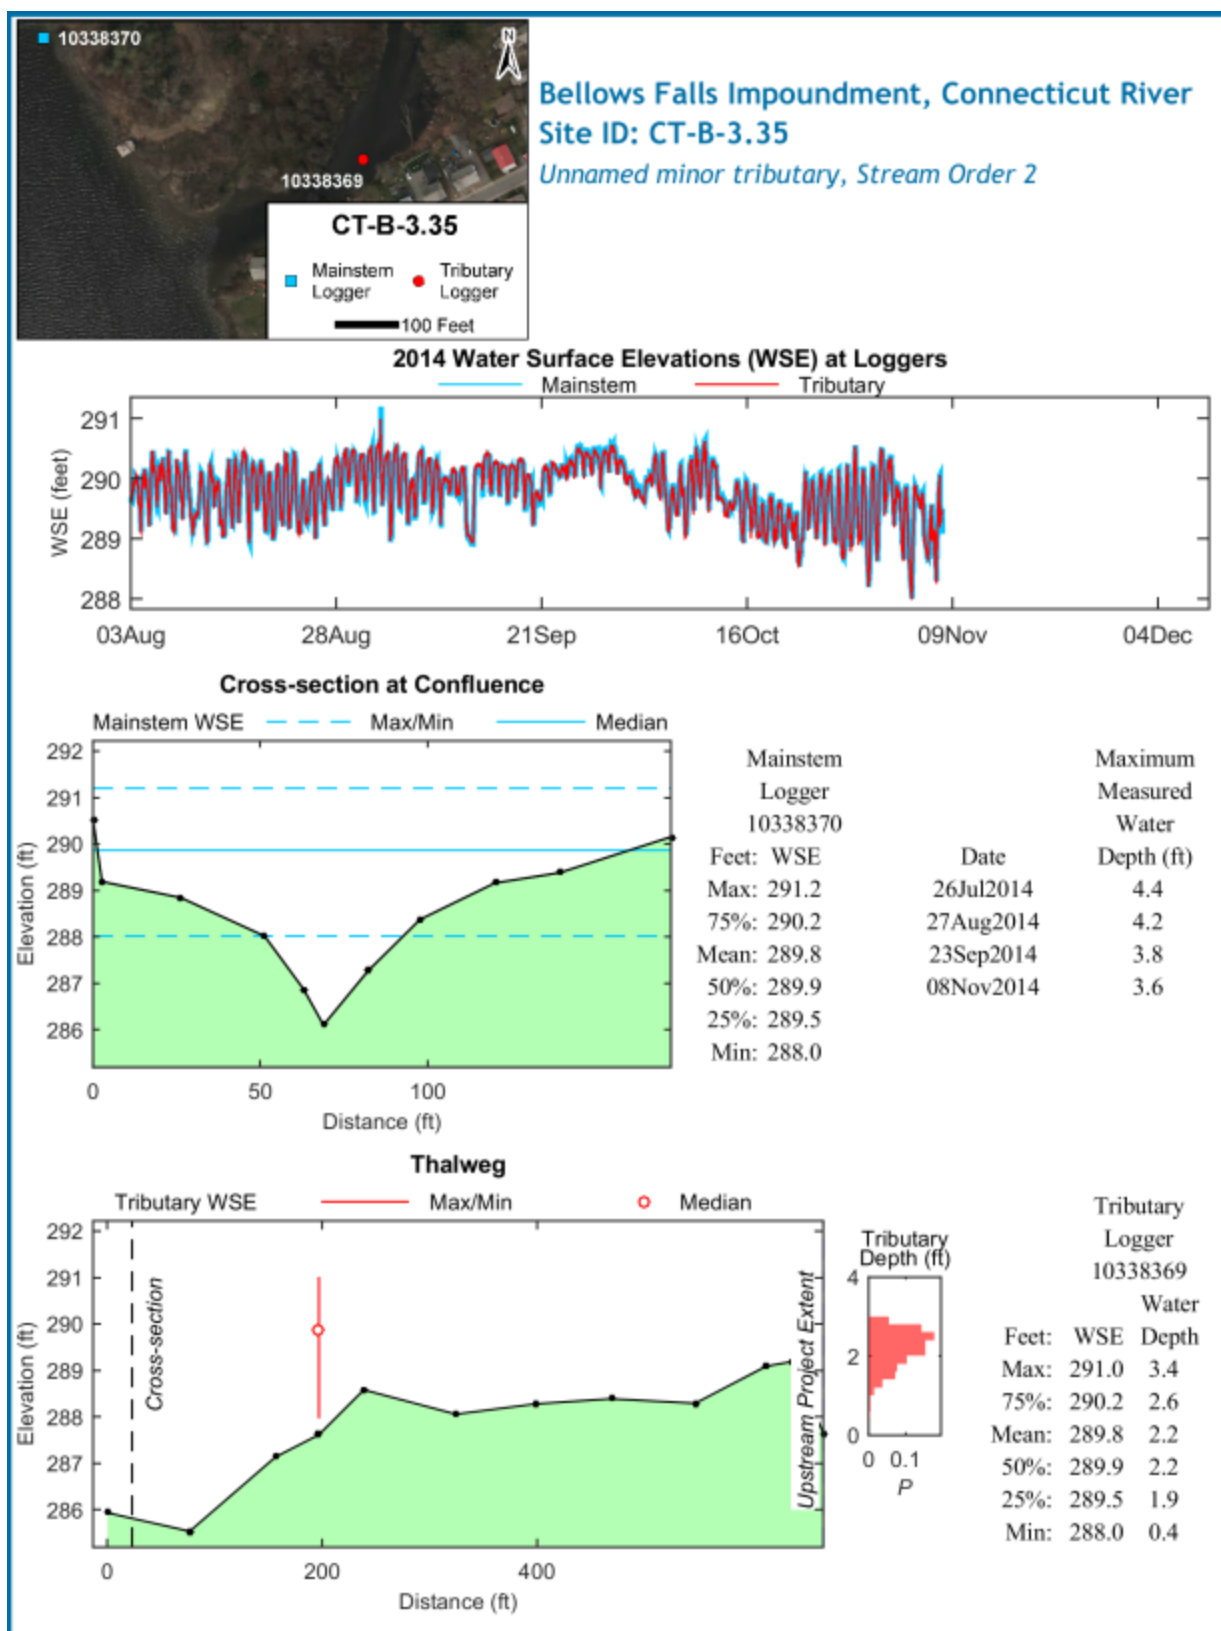 10338370
N
10338369
CT-B-3.35
Mainstem Logger
Tributary Logger
100 Feet
Bellows Falls Impoundment, Connecticut River
Site ID: CT-B-3.35
Unnamed minor tributary, Stream Order 2
2014 Water Surface Elevations (WSE) at Loggers
Mainstem Tributary
WSE (feet)
291
290
289
288
03Aug 28Aug 21Sep 16Oct 09Nov 04Dec
Cross-section at Confluence
Mainstem WSE Max/Min Median
Elevation (ft)
292
291
290
289
288
287
286
0 50 100
Distance (ft)
Mainstem
Logger
10338370
Feet: WSE
Max: 291.2
75%: 290.2
Mean: 289.8
50%: 289.9
25%: 289.5
Min: 288.0
Maximum
Measured
Water
Date Depth (ft)
26Jul2014 4.4
27Aug2014 4.2
23Sep2014 3.8
08Nov2014 3.6
Thalweg
Tributary WSE Max/Min Median
Elevation (ft)
292
291
290
289
288
287
286
Cross-section
Upstream Project Extent
0 200 400
Distance (ft)
Tributary
Depth (ft)
4
2
0
0 0.1
P
Tributary
Logger
10338369
Water
Feet: WSE Depth
Max: 291.0 3.4
75%: 290.2 2.6
Mean: 289.8 2.2
50%: 289.9 2.2
25%: 289.5 1.9
Min: 288.0 0.4